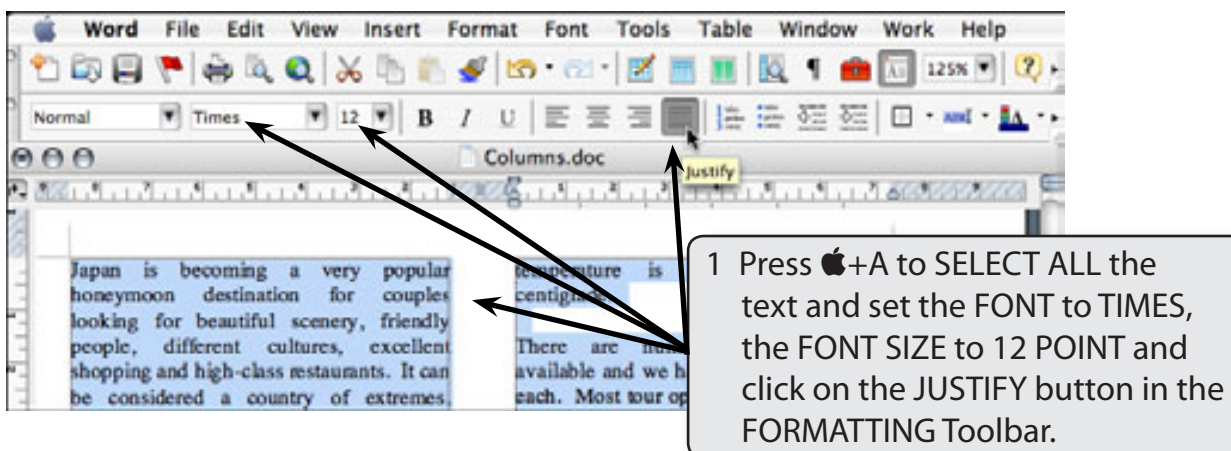 Word File Edit View Insert Format Font Tools Table Window Work Help
125%
Normal Times 12 B I U
Columns.doc
Justify
Japan is becoming a very popular
honeymoon destination for couples
looking for beautiful scenery, friendly
people, different cultures, excellent
shopping and high-class restaurants. It can
be considered a country of extremes.
temperature is
centigrade
There are
available and we h
each. Most tour op
1 Press +A to SELECT ALL the
text and set the FONT to TIMES,
the FONT SIZE to 12 POINT and
click on the JUSTIFY button in the
FORMATTING Toolbar.